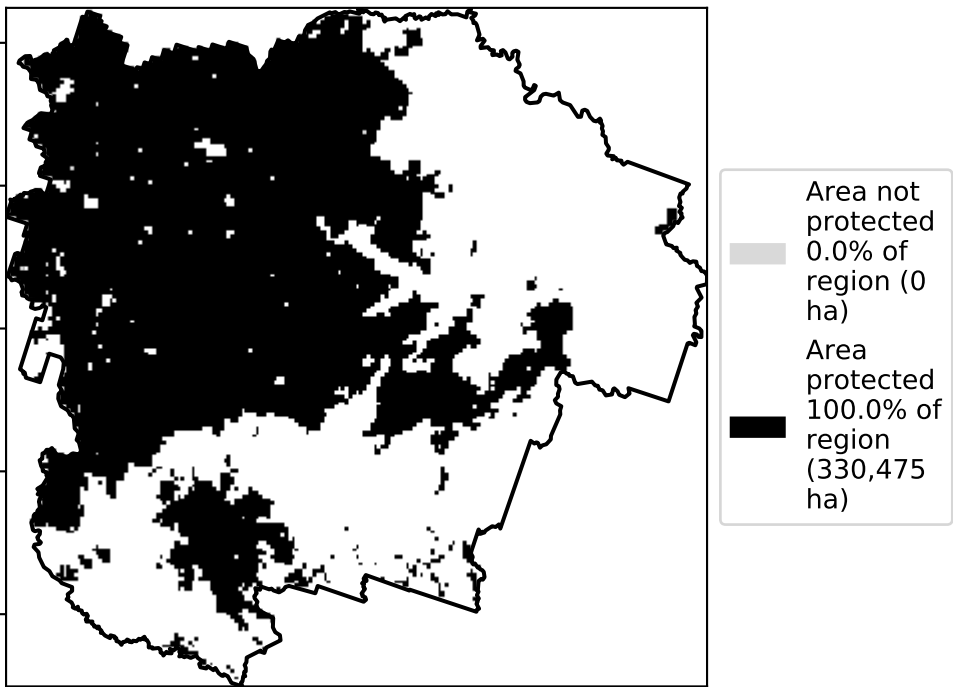 Area not
protected
0.0% of
region (0
ha)
Area
protected
100.0% of
region
(330,475
ha)